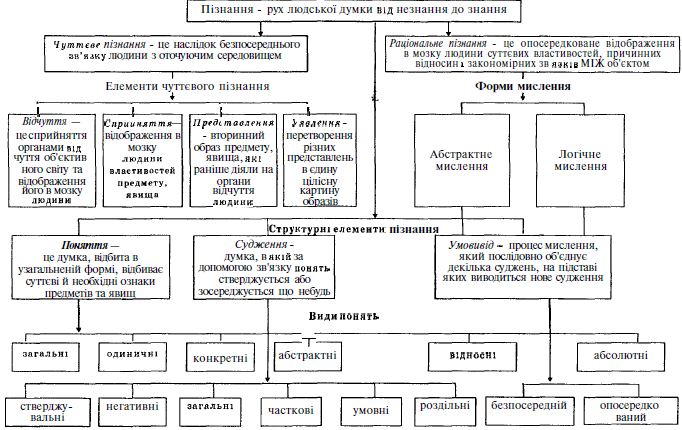 Пізнання - рух людської думки від незнання до знання
Чуттєве пізнання - це наслідок безпосереднього
зв'язку людини з оточуючим середовищем
Раціональне пізнання - це опосередковане відображення
в мозку людини суттєвих властивостей, причинних
відносин і закономірних зв язків МІЖ об'єктом
Елементи чуттєвого пізнання
Форми мислення
Відчуття —
це сприйняття
органами від
чуття об'єктив
ного світу та
відображення
його в мозку
людини
Сприйняття—
відображення в
мозку
людини
властивостей
предмету,
явища
Представлення
- вторинний
образ предмету,
явища, які
раніше діяли на
органи
відчуття
людини
Уявлення -
перетворення
різних
представлень
в єдину
цілісну
картину
образів
Абстрактне
мислення
Логічне
мислення
Структурні елементи пізнання
Поняття —
це думка, відбита в
узагальненій формі, відбиває
суттєві й необхідні ознаки
предметів та явищ
Судження -
думка, в якій за
допомогою зв'язку понять
стверджується або
зосереджується що небудь
Умовивід – процес мислення,
який послідовно об'єднує
декілька суджень, на підставі
яких виводиться нове судження
Види понять
загальні
одиничні
конкретні
абстрактні
відносні
абсолютні
стверджу-
вальні
негативні
загальні
часткові
умовні
роздільні
безпосередній
опосередко
ваний